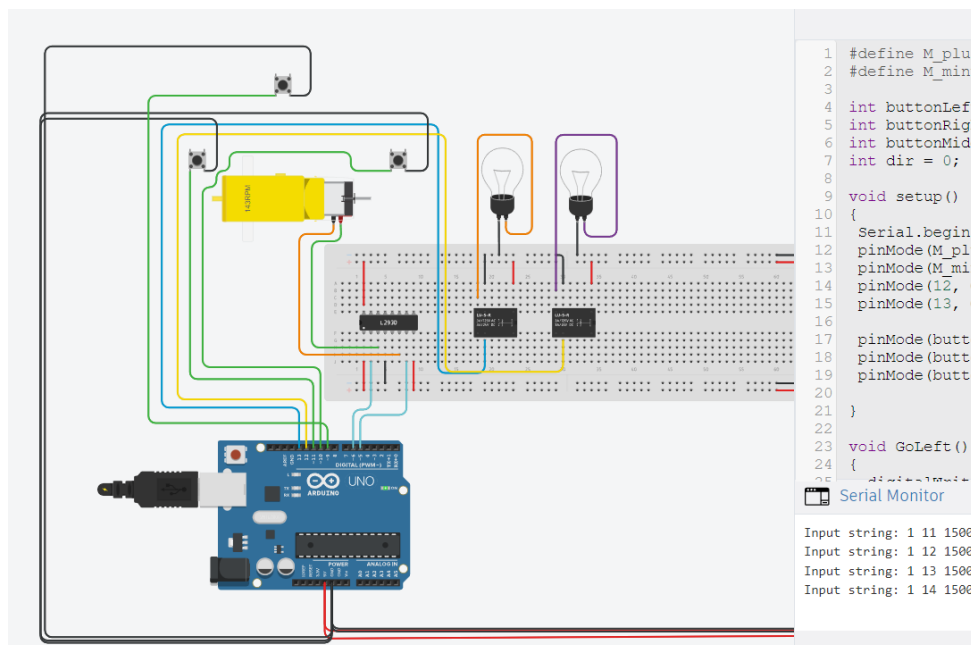 1 #define M_plu
2 #define M_min
3
4 int buttonLef
5 int buttonRig
6 int buttonMid
7 int dir = 0;
8
9 void setup()
10 {
11 Serial.begin
12 pinMode(M_pl
13 pinMode(M_mi
14 pinMode(12,
15 pinMode(13,
16
17 pinMode(butt
18 pinMode(butt
19 pinMode(butt
20
21 }
22
23 void GoLeft()
24 {
25 digitalWrit
Serial Monitor
Input string: 1 11 1500
Input string: 1 12 1500
Input string: 1 13 1500
Input string: 1 14 1500
143RPM
L293D
DIGITAL (PWM~)
UNO
ARDUINO
POWER
ANALOG IN